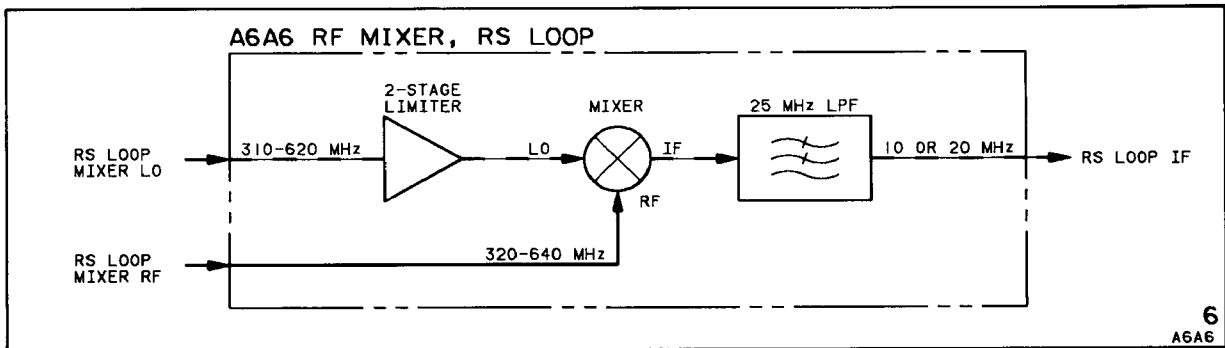 A6A6 RF MIXER, RS LOOP
2-STAGE
LIMITER
MIXER
25 MHz LPF
RS LOOP
MIXER LO
310-620 MHz
LO
IF
10 OR 20 MHz
RS LOOP IF
RF
RS LOOP
MIXER RF
320-640 MHz
6
A6A6